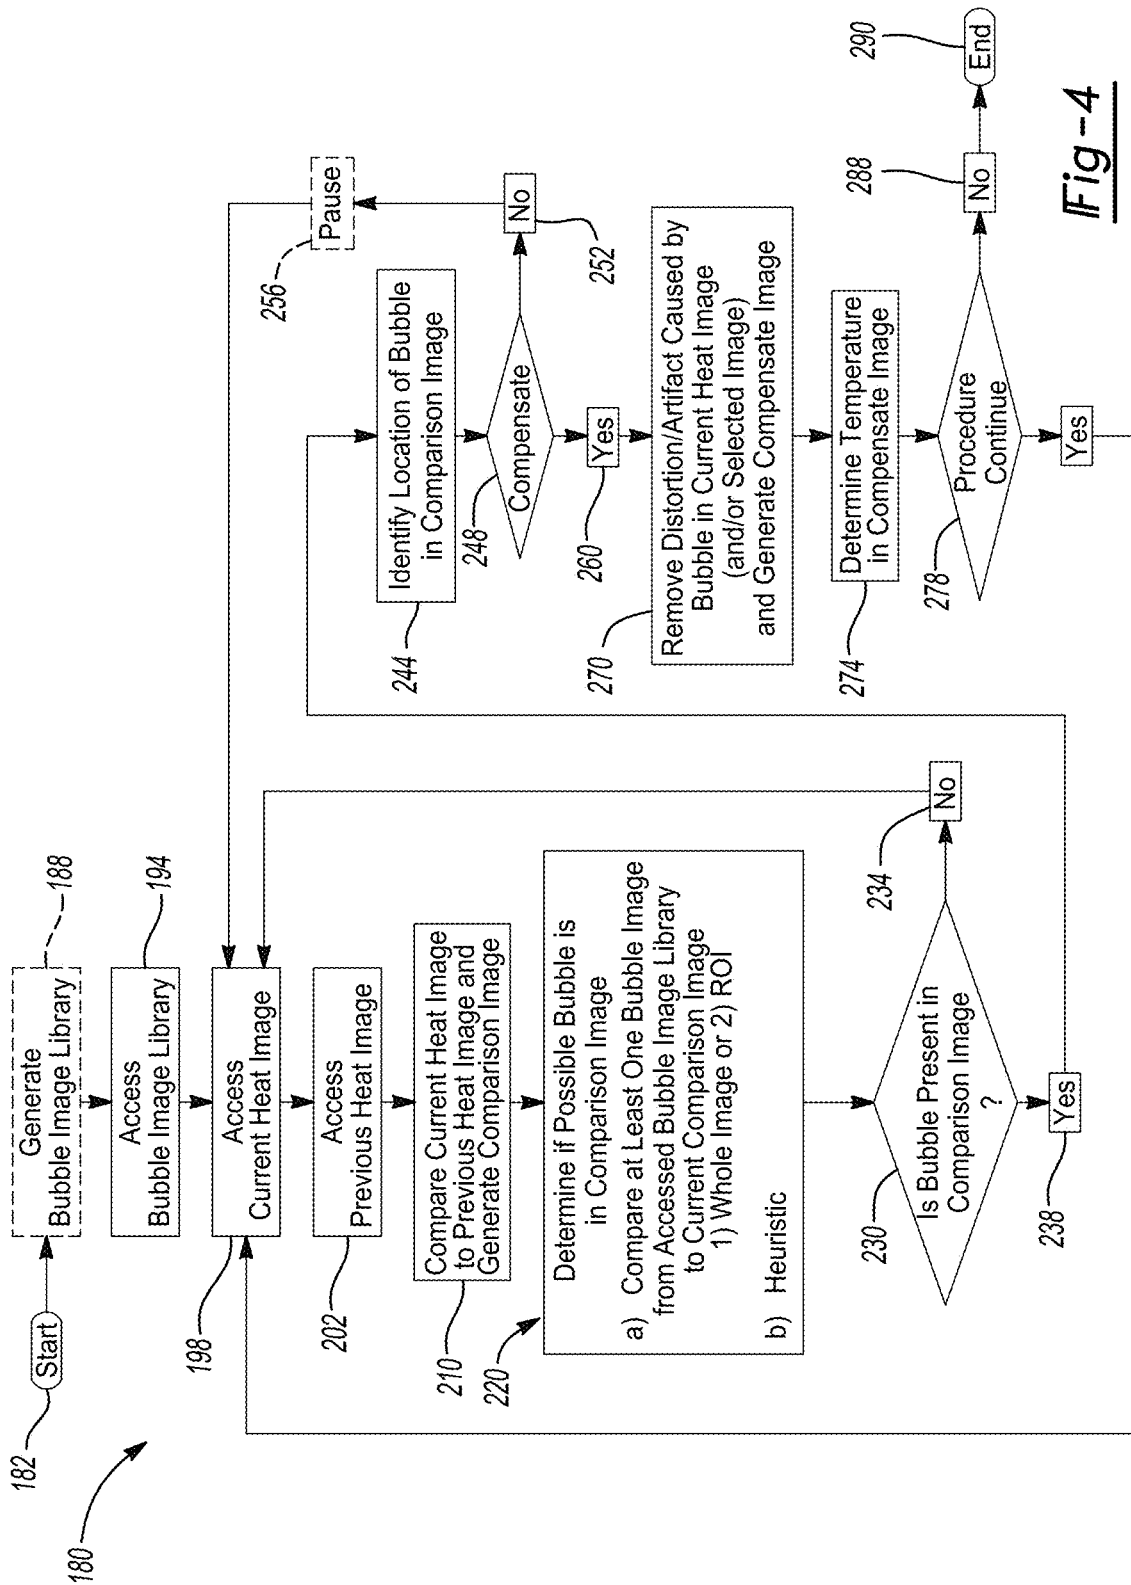 180
182
Start
Generate
Bubble Image Library
188
Access
Bubble Image Library
194
Access
Current Heat Image
198
Access
Previous Heat Image
202
Compare Current Heat Image
to Previous Heat Image and
Generate Comparison Image
210
220
Determine if Possible Bubble is
in Comparison Image
a) Compare at Least One Bubble Image
from Accessed Bubble Image Library
to Current Comparison Image
1) Whole Image or 2) ROI
b) Heuristic
230
Is Bubble Present in
Comparison Image
?
No
234
Yes
238
Identify Location of Bubble
in Comparison Image
244
Compensate
248
No
252
Pause
256
Yes
260
Remove Distortion/Artifact Caused by
Bubble in Current Heat Image
(and/or Selected Image)
and Generate Compensate Image
270
Determine Temperature
in Compensate Image
274
Procedure
Continue
278
Yes
No
288
End
290
Fig-4